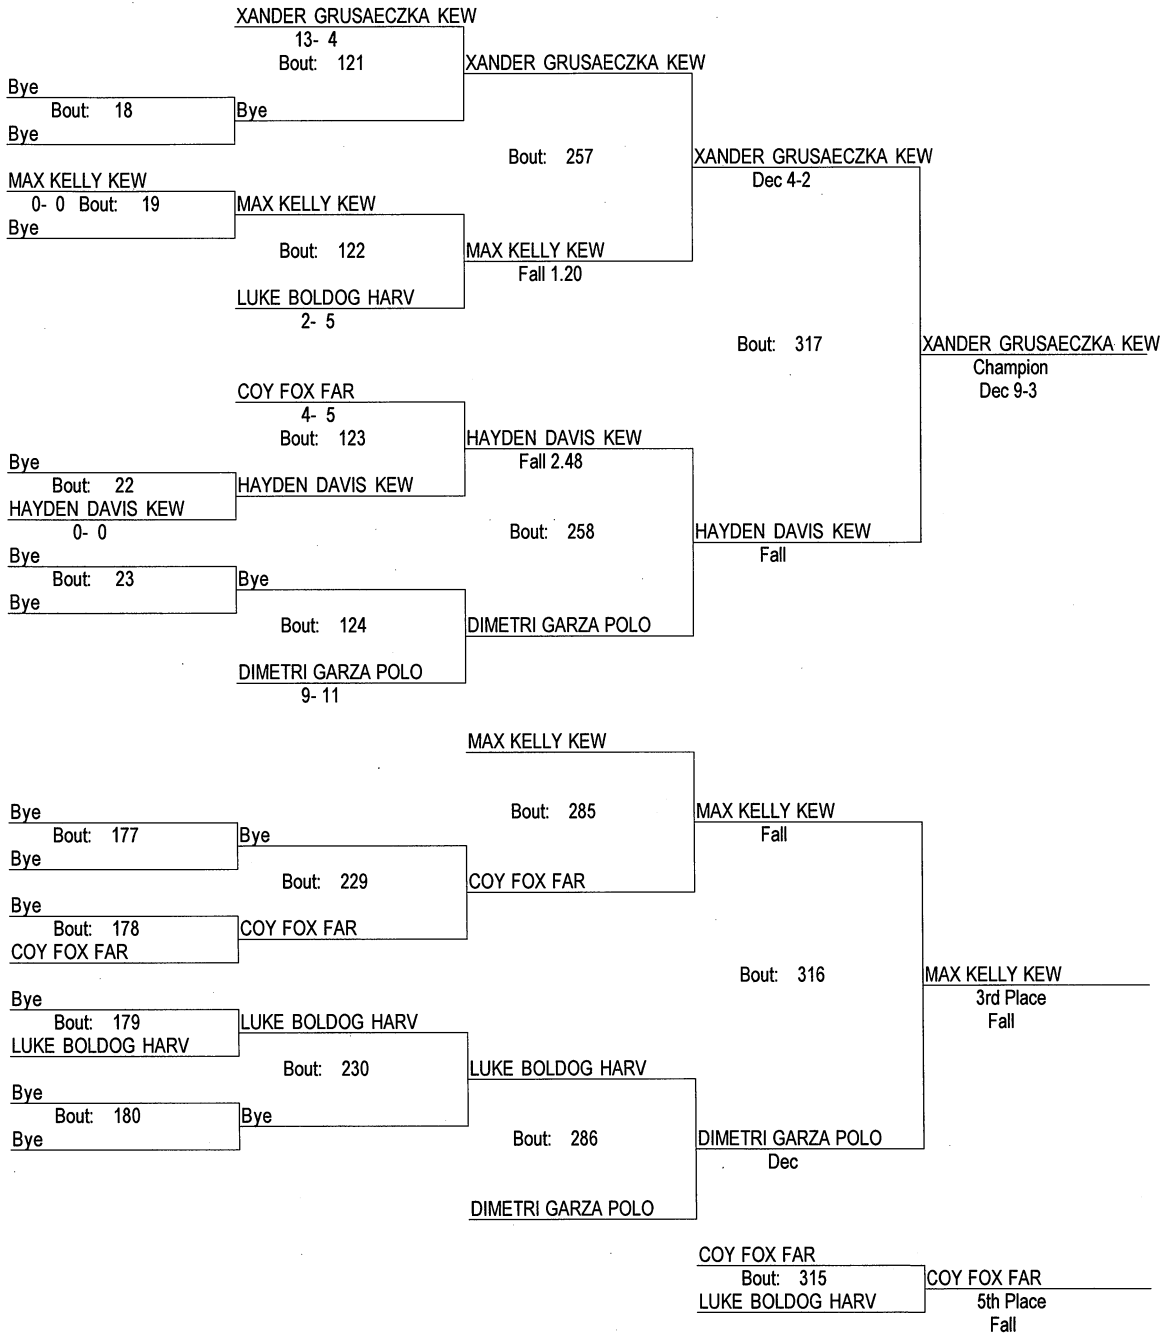 XANDER GRUSAECZKA KEW
13- 4
Bout: 121
XANDER GRUSAECZKA KEW
Bye
Bout: 18
Bye
Bye
Bout: 257
XANDER GRUSAECZKA KEW
Dec 4-2
MAX KELLY KEW
0- 0 Bout: 19
MAX KELLY KEW
Bye
Bout: 122
MAX KELLY KEW
Fall 1.20
LUKE BOLDOG HARV
2- 5
Bout: 317
XANDER GRUSAECZKA KEW
Champion
Dec 9-3
COY FOX FAR
4- 5
Bout: 123
HAYDEN DAVIS KEW
Fall 2.48
Bye
Bout: 22
HAYDEN DAVIS KEW
HAYDEN DAVIS KEW
0- 0
Bout: 258
HAYDEN DAVIS KEW
Fall
Bye
Bout: 23
Bye
Bye
Bout: 124
DIMETRI GARZA POLO
DIMETRI GARZA POLO
9- 11
MAX KELLY KEW
Bye
Bout: 285
MAX KELLY KEW
Fall
Bout: 177
Bye
Bye
Bout: 229
COY FOX FAR
Bye
Bout: 178
COY FOX FAR
COY FOX FAR
Bout: 316
MAX KELLY KEW
3rd Place
Fall
Bye
Bout: 179
LUKE BOLDOG HARV
LUKE BOLDOG HARV
Bout: 230
LUKE BOLDOG HARV
Bye
Bout: 180
Bye
Bye
Bout: 286
DIMETRI GARZA POLO
Dec
DIMETRI GARZA POLO
COY FOX FAR
Bout: 315
COY FOX FAR
LUKE BOLDOG HARV
5th Place
Fall